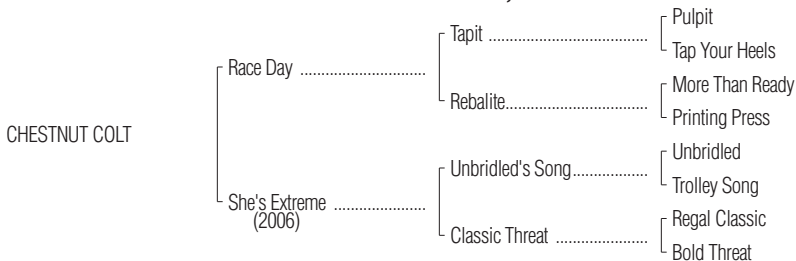 Pulpit
Tapit ........................................
Tap Your Heels
Race Day ................................
More Than Ready
Rebalite....................................
Printing Press
CHESTNUT COLT
Unbridled
Unbridled's Song...................
Trolley Song
She's Extreme .......................
(2006)
Regal Classic
Classic Threat .......................
Bold Threat